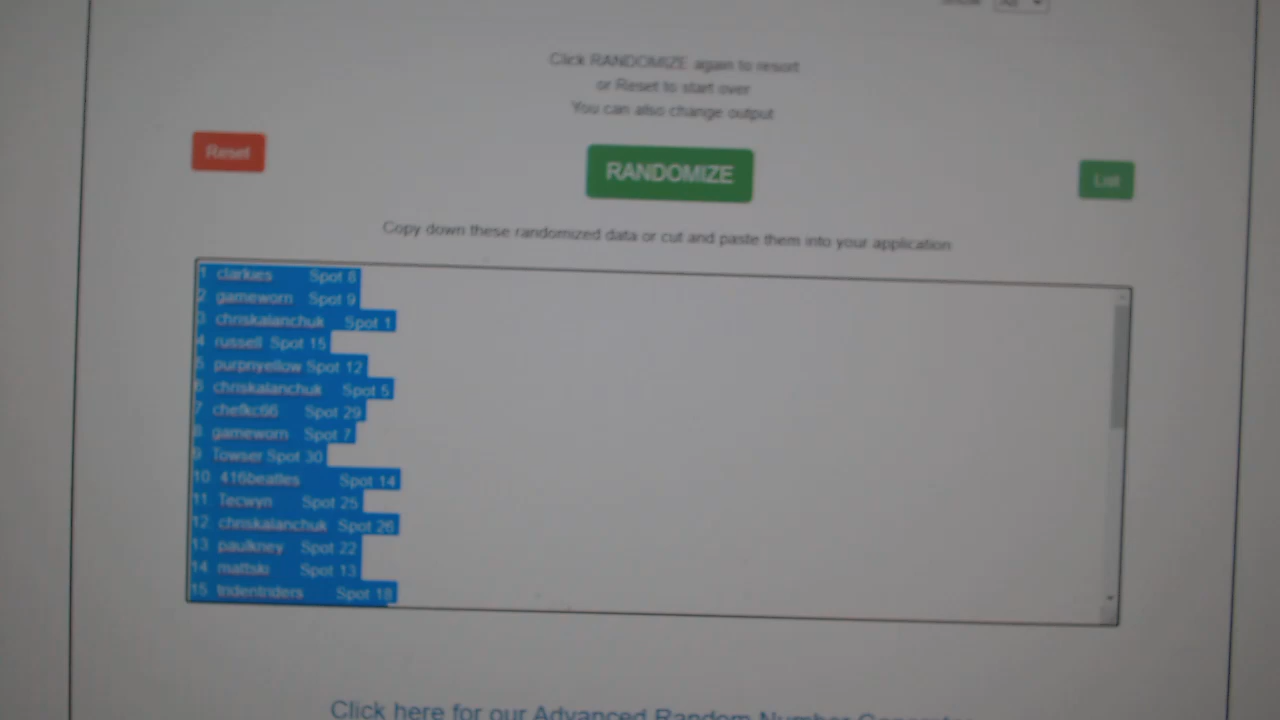 Show All
Click RANDOMIZE again to resort
or Reset to start over
You can also change output
Reset
RANDOMIZE
List
Copy down these randomized data or cut and paste them into your application
1 clarkies Spot 8
2 gameworn Spot 9
3 chriskalanchuk Spot 1
4 russell Spot 15
5 purpnyellow Spot 12
6 chriskalanchuk Spot 5
7 chefkc66 Spot 29
8 gameworn Spot 7
9 Towser Spot 30
10 416beatles Spot 14
11 Tecwyn Spot 25
12 chriskalanchuk Spot 26
13 paulkney Spot 22
14 mattski Spot 13
15 tridentriders Spot 18
Click here for our Advanced Random Number Generator